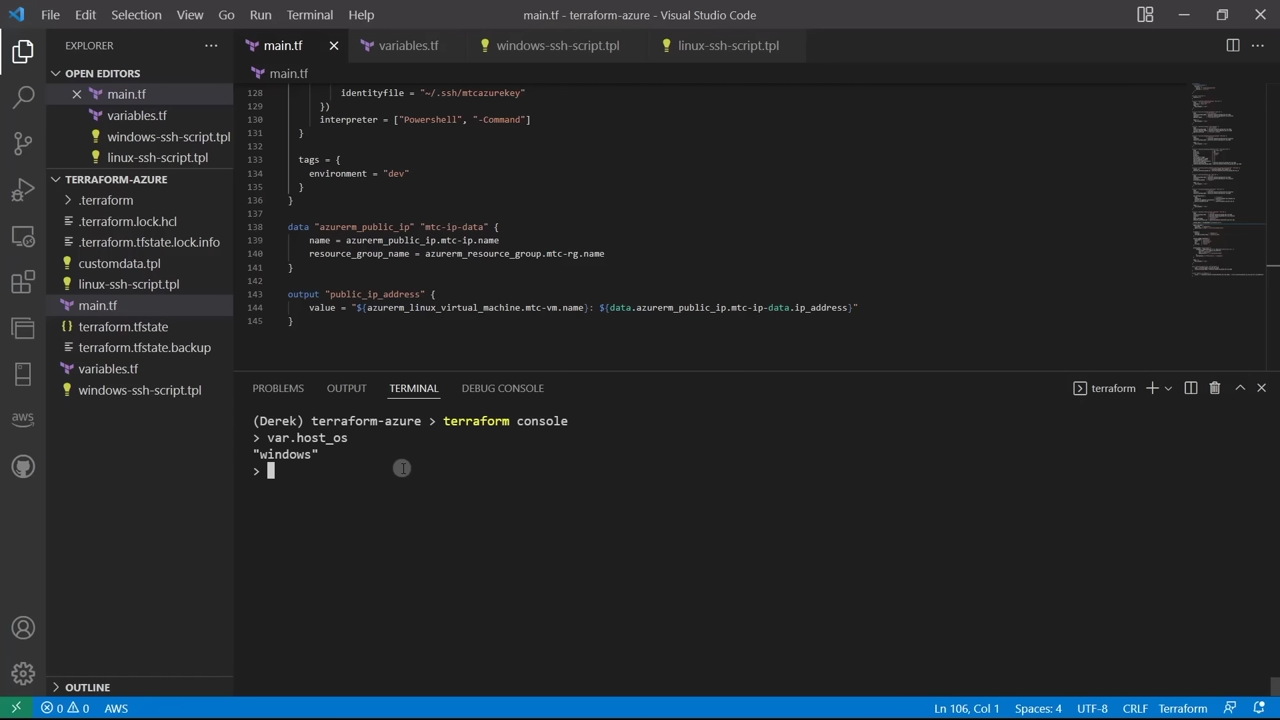 File Edit Selection View Go Run Terminal Help main.tf - terraform-azure - Visual Studio Code
EXPLORER
OPEN EDITORS
main.tf
variables.tf
windows-ssh-script.tpl
linux-ssh-script.tpl
TERRAFORM-AZURE
.terraform
.terraform.lock.hcl
.terraform.tfstate.lock.info
customdata.tpl
linux-ssh-script.tpl
main.tf
terraform.tfstate
terraform.tfstate.backup
variables.tf
windows-ssh-script.tpl
OUTLINE
aws
main.tf variables.tf windows-ssh-script.tpl linux-ssh-script.tpl
main.tf
128 identityfile = "~/.ssh/mtcazurekey"
129 })
130 interpreter = ["Powershell", "-Command"]
131 }
132
133 tags = {
134 environment = "dev"
135 }
136 }
137
138 data "azurerm_public_ip" "mtc-ip-data" {
139 name = azurerm_public_ip.mtc-ip.name
140 resource_group_name = azurerm_resource_group.mtc-rg.name
141 }
142
143 output "public_ip_address" {
144 value = "${azurerm_linux_virtual_machine.mtc-vm.name}: ${data.azurerm_public_ip.mtc-ip-data.ip_address}"
145 }
PROBLEMS OUTPUT TERMINAL DEBUG CONSOLE terraform
(Derek) terraform-azure > terraform console
> var.host_os
"windows"
>
0 0 AWS Ln 106, Col 1 Spaces: 4 UTF-8 CRLF Terraform